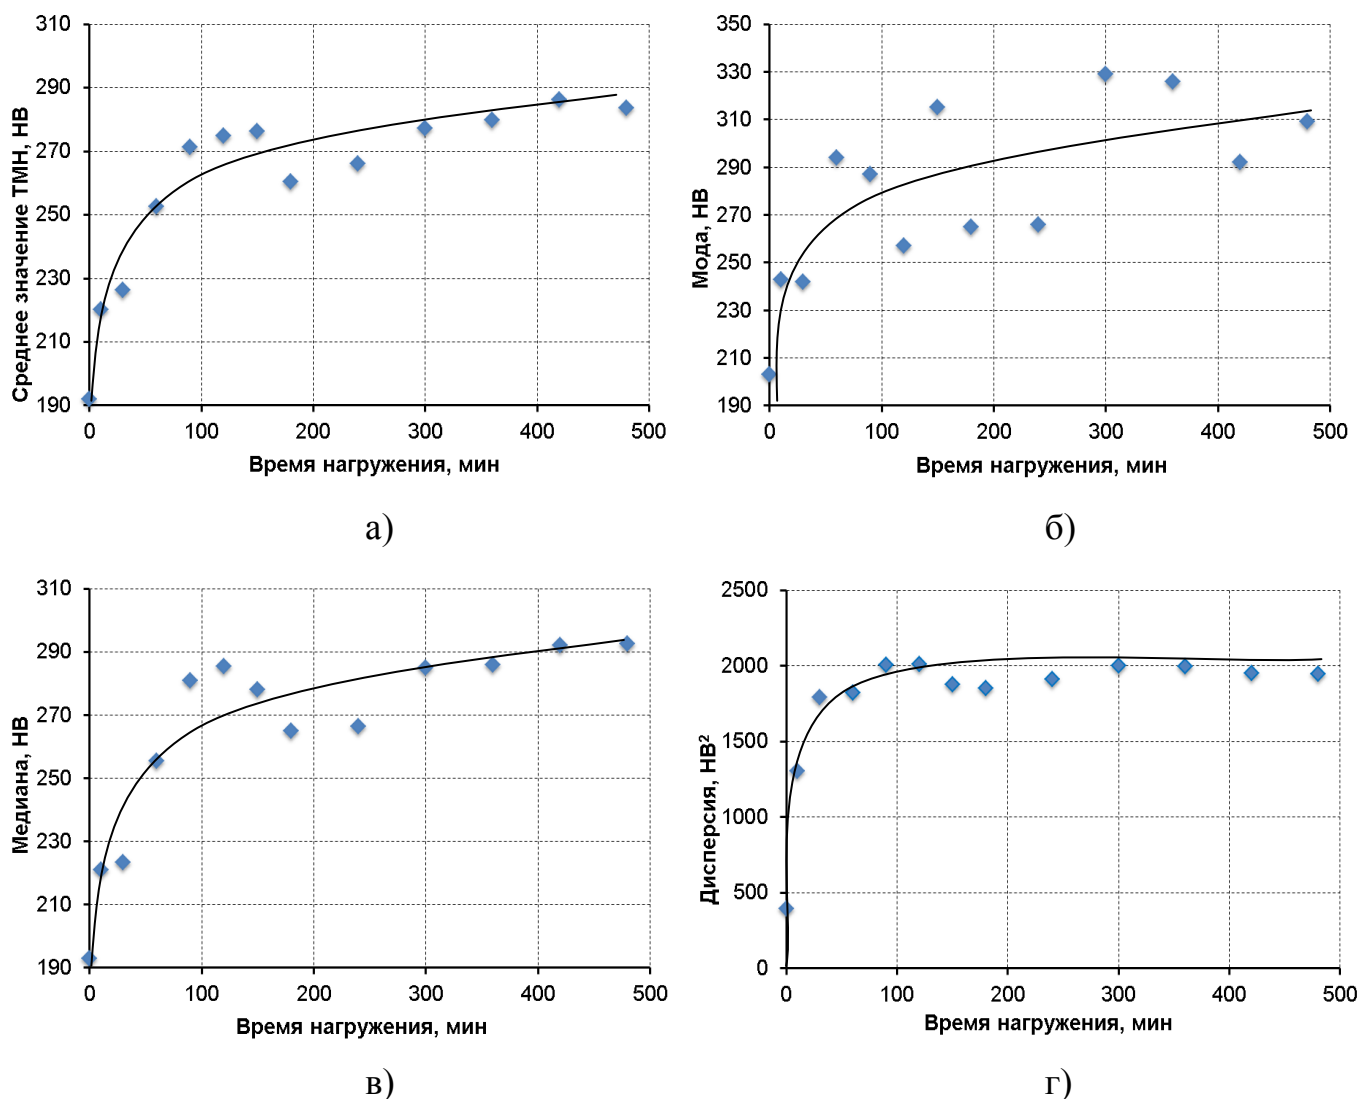 310
290
270
250
230
210
190
Среднее значение ТМН, НВ
0 100 200 300 400 500
Время нагружения, мин
а)
350
330
310
290
270
250
230
210
190
Мода, НВ
0 100 200 300 400 500
Время нагружения, мин
б)
310
290
270
250
230
210
190
Медиана, НВ
0 100 200 300 400 500
Время нагружения, мин
в)
2500
2000
1500
1000
500
0
Дисперсия, НВ²
0 100 200 300 400 500
Время нагружения, мин
г)